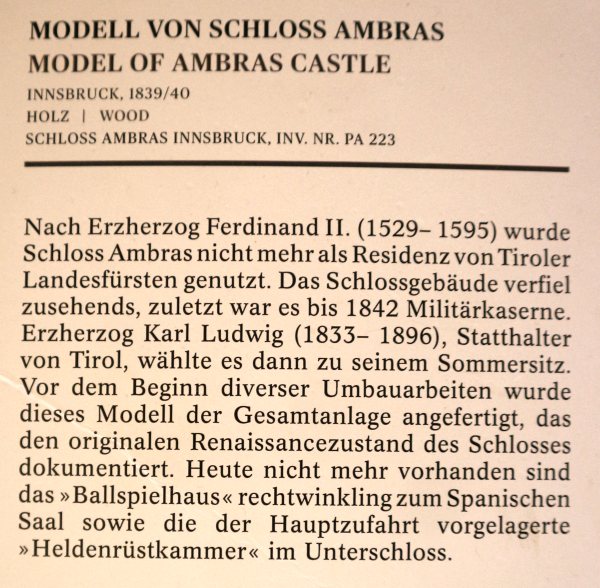 MODELL VON SCHLOSS AMBRAS
MODEL OF AMBRAS CASTLE
INNSBRUCK, 1839/40
HOLZ | WOOD
SCHLOSS AMBRAS INNSBRUCK, INV. NR. PA 223
Nach Erzherzog Ferdinand II. (1529– 1595) wurde
Schloss Ambras nicht mehr als Residenz von Tiroler
Landesfürsten genutzt. Das Schlossgebäude verfiel
zusehends, zuletzt war es bis 1842 Militärkaserne.
Erzherzog Karl Ludwig (1833– 1896), Statthalter
von Tirol, wählte es dann zu seinem Sommersitz.
Vor dem Beginn diverser Umbauarbeiten wurde
dieses Modell der Gesamtanlage angefertigt, das
den originalen Renaissancezustand des Schlosses
dokumentiert. Heute nicht mehr vorhanden sind
das »Ballspielhaus« rechtwinkling zum Spanischen
Saal sowie die der Hauptzufahrt vorgelagerte
»Heldenrüstkammer« im Unterschloss.